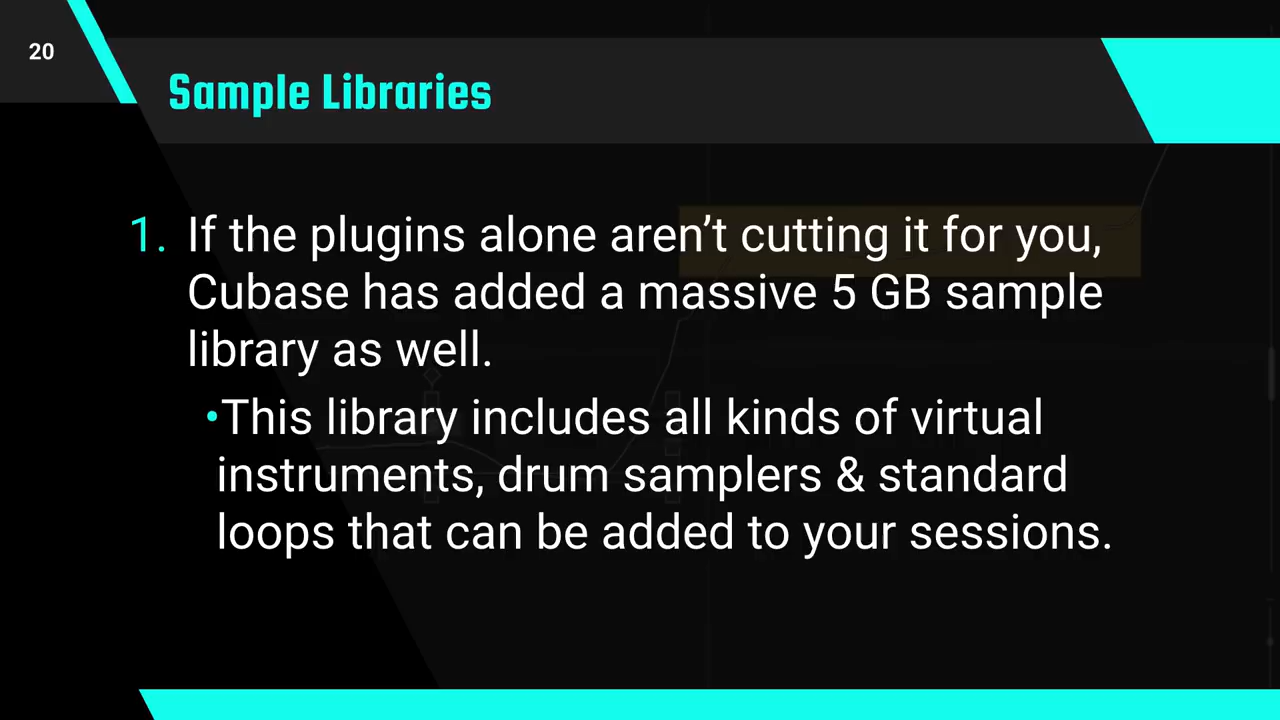 20
Sample Libraries
1. If the plugins alone aren’t cutting it for you,
Cubase has added a massive 5 GB sample
library as well.
•This library includes all kinds of virtual
instruments, drum samplers & standard
loops that can be added to your sessions.